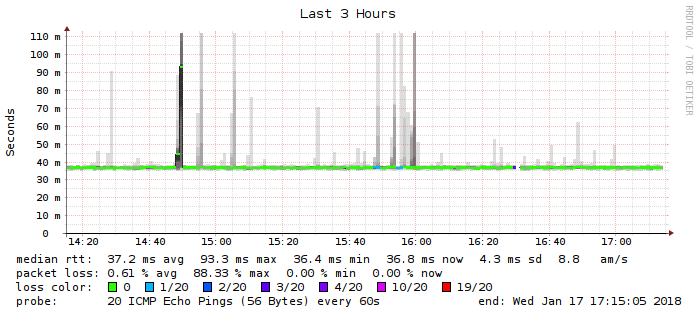 Last 3 Hours
RRDTOOL / TOBI OETIKER
Seconds
110 m
100 m
90 m
80 m
70 m
60 m
50 m
40 m
30 m
20 m
10 m
0
14:20 14:40 15:00 15:20 15:40 16:00 16:20 16:40 17:00
median rtt: 37.2 ms avg 93.3 ms max 36.4 ms min 36.8 ms now 4.3 ms sd 8.8 am/s
packet loss: 0.61 % avg 88.33 % max 0.00 % min 0.00 % now
loss color: 0 1/20 2/20 3/20 4/20 10/20 19/20
probe: 20 ICMP Echo Pings (56 Bytes) every 60s end: Wed Jan 17 17:15:05 2018